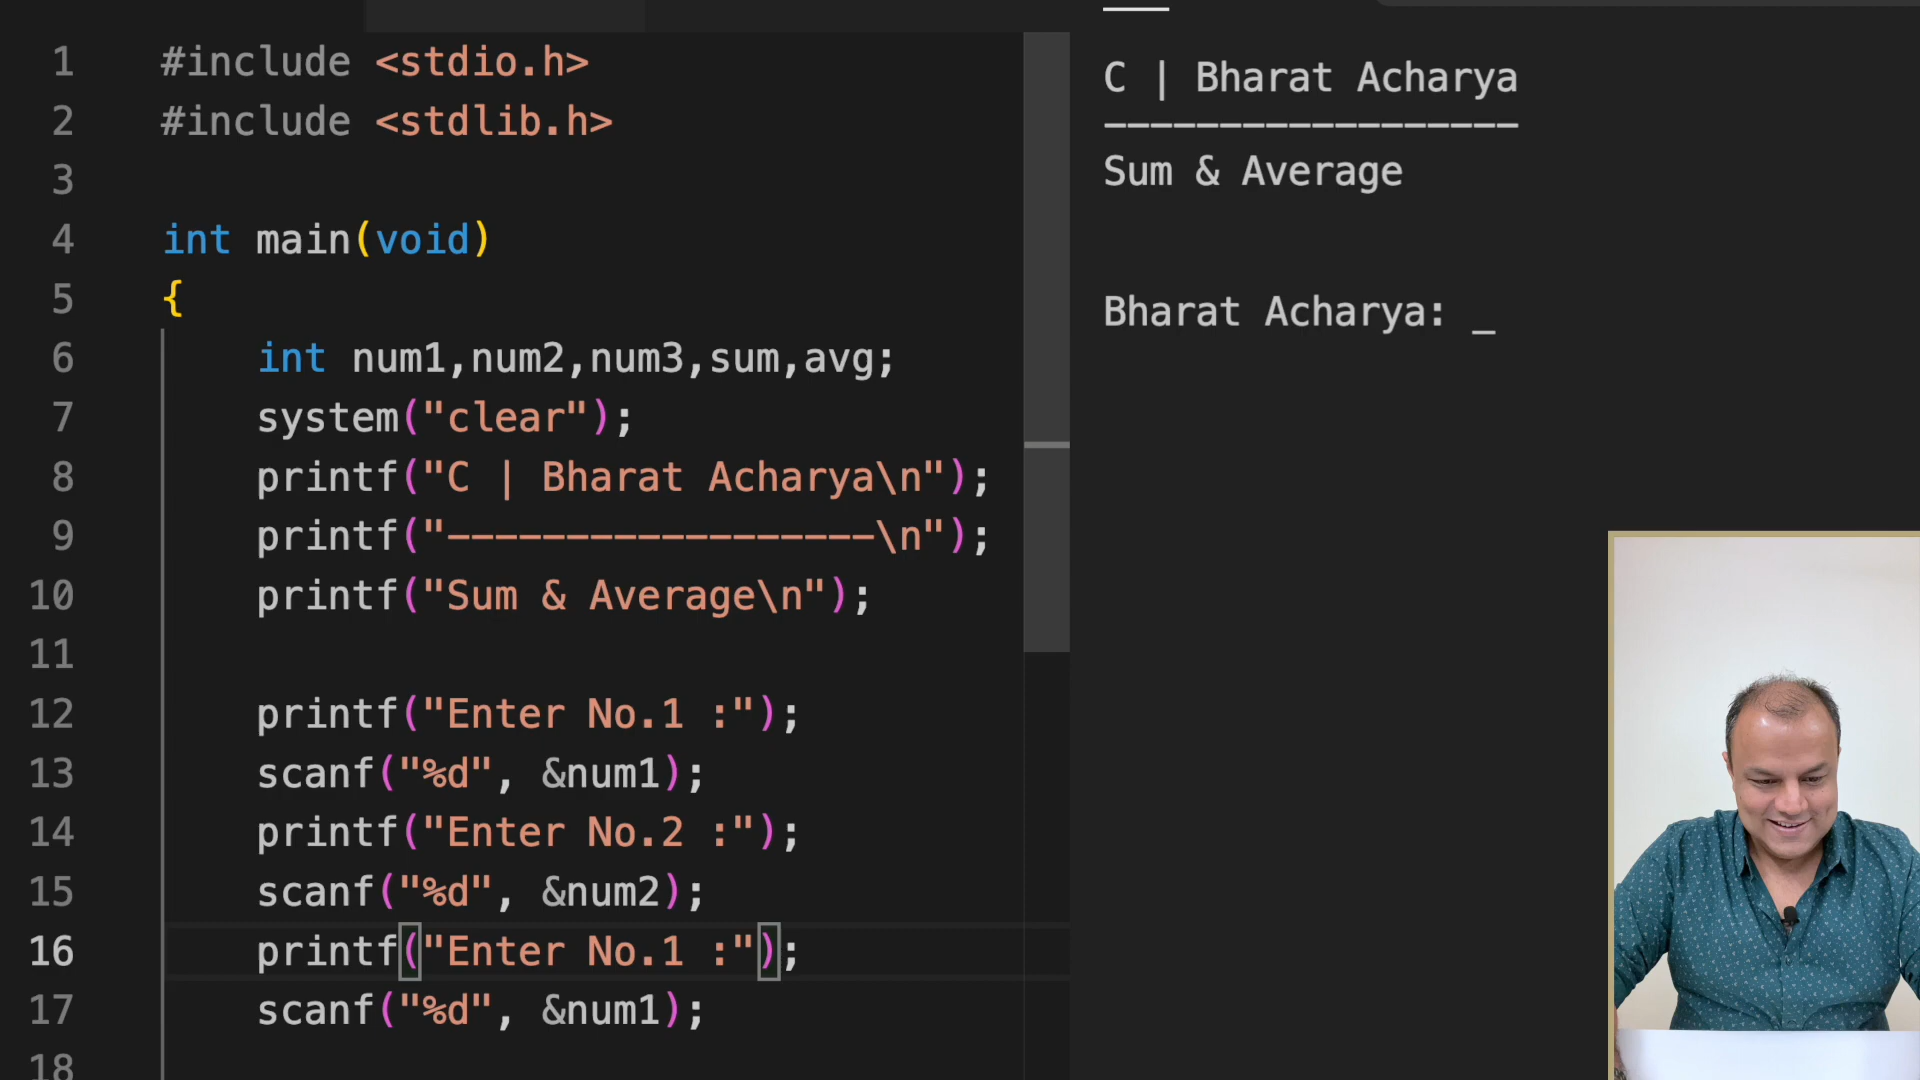 1 #include <stdio.h>
2 #include <stdlib.h>
3
4 int main(void)
5 {
6 int num1,num2,num3,sum,avg;
7 system("clear");
8 printf("C | Bharat Acharya\n");
9 printf("------------------\n");
10 printf("Sum & Average\n");
11
12 printf("Enter No.1 :");
13 scanf("%d", &num1);
14 printf("Enter No.2 :");
15 scanf("%d", &num2);
16 printf("Enter No.1 :");
17 scanf("%d", &num1);
18
C | Bharat Acharya
------------------
Sum & Average
Bharat Acharya: _